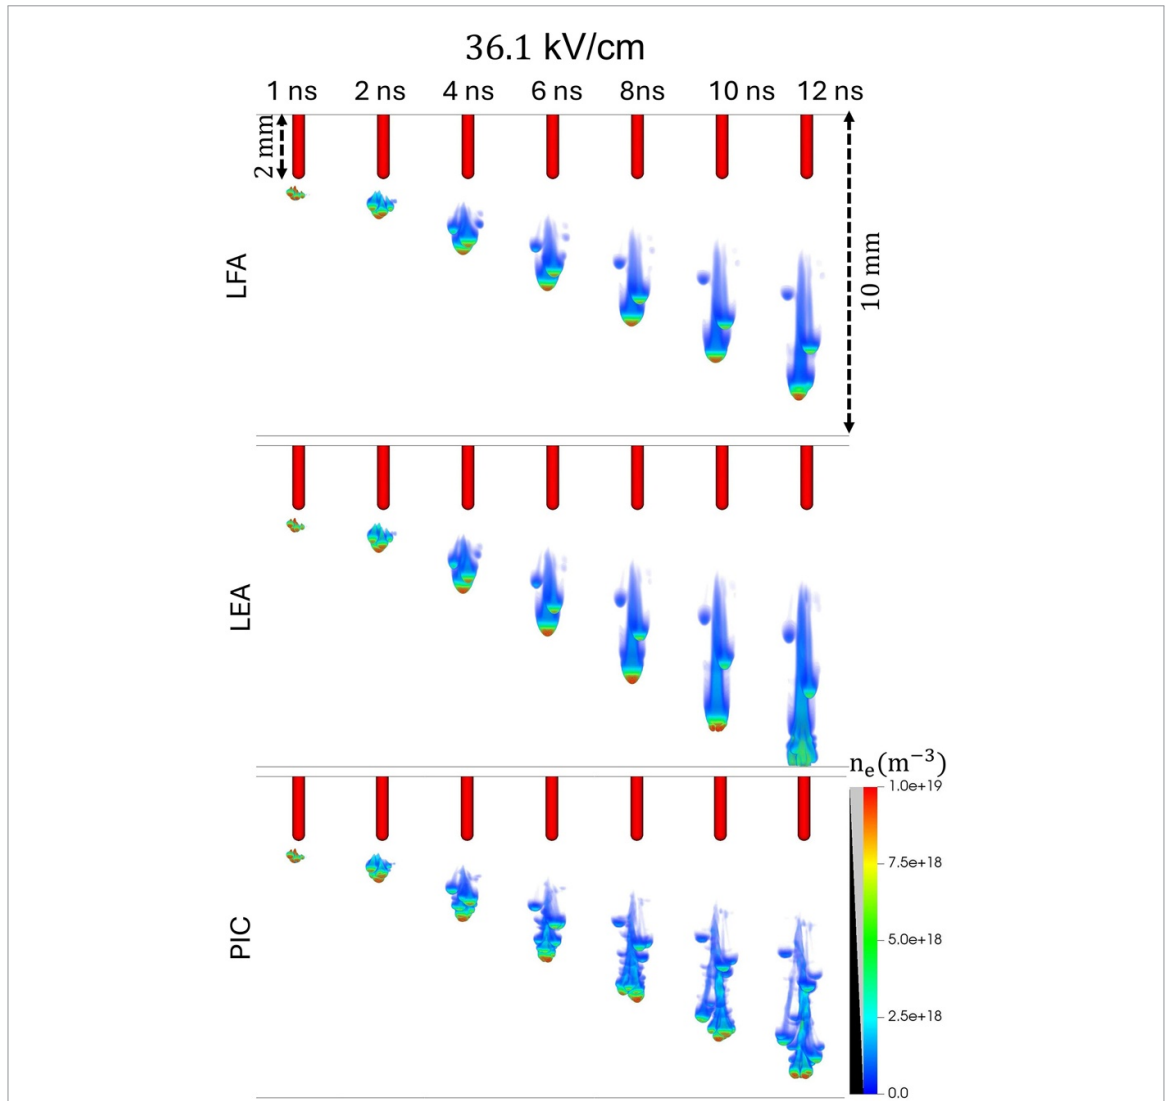 36.1 kV/cm
1 ns 2 ns 4 ns 6 ns 8ns 10 ns 12 ns
2 mm
LFA
10 mm
LEA
nₑ(m⁻³)
1.0e+19
7.5e+18
PIC
5.0e+18
2.5e+18
0.0